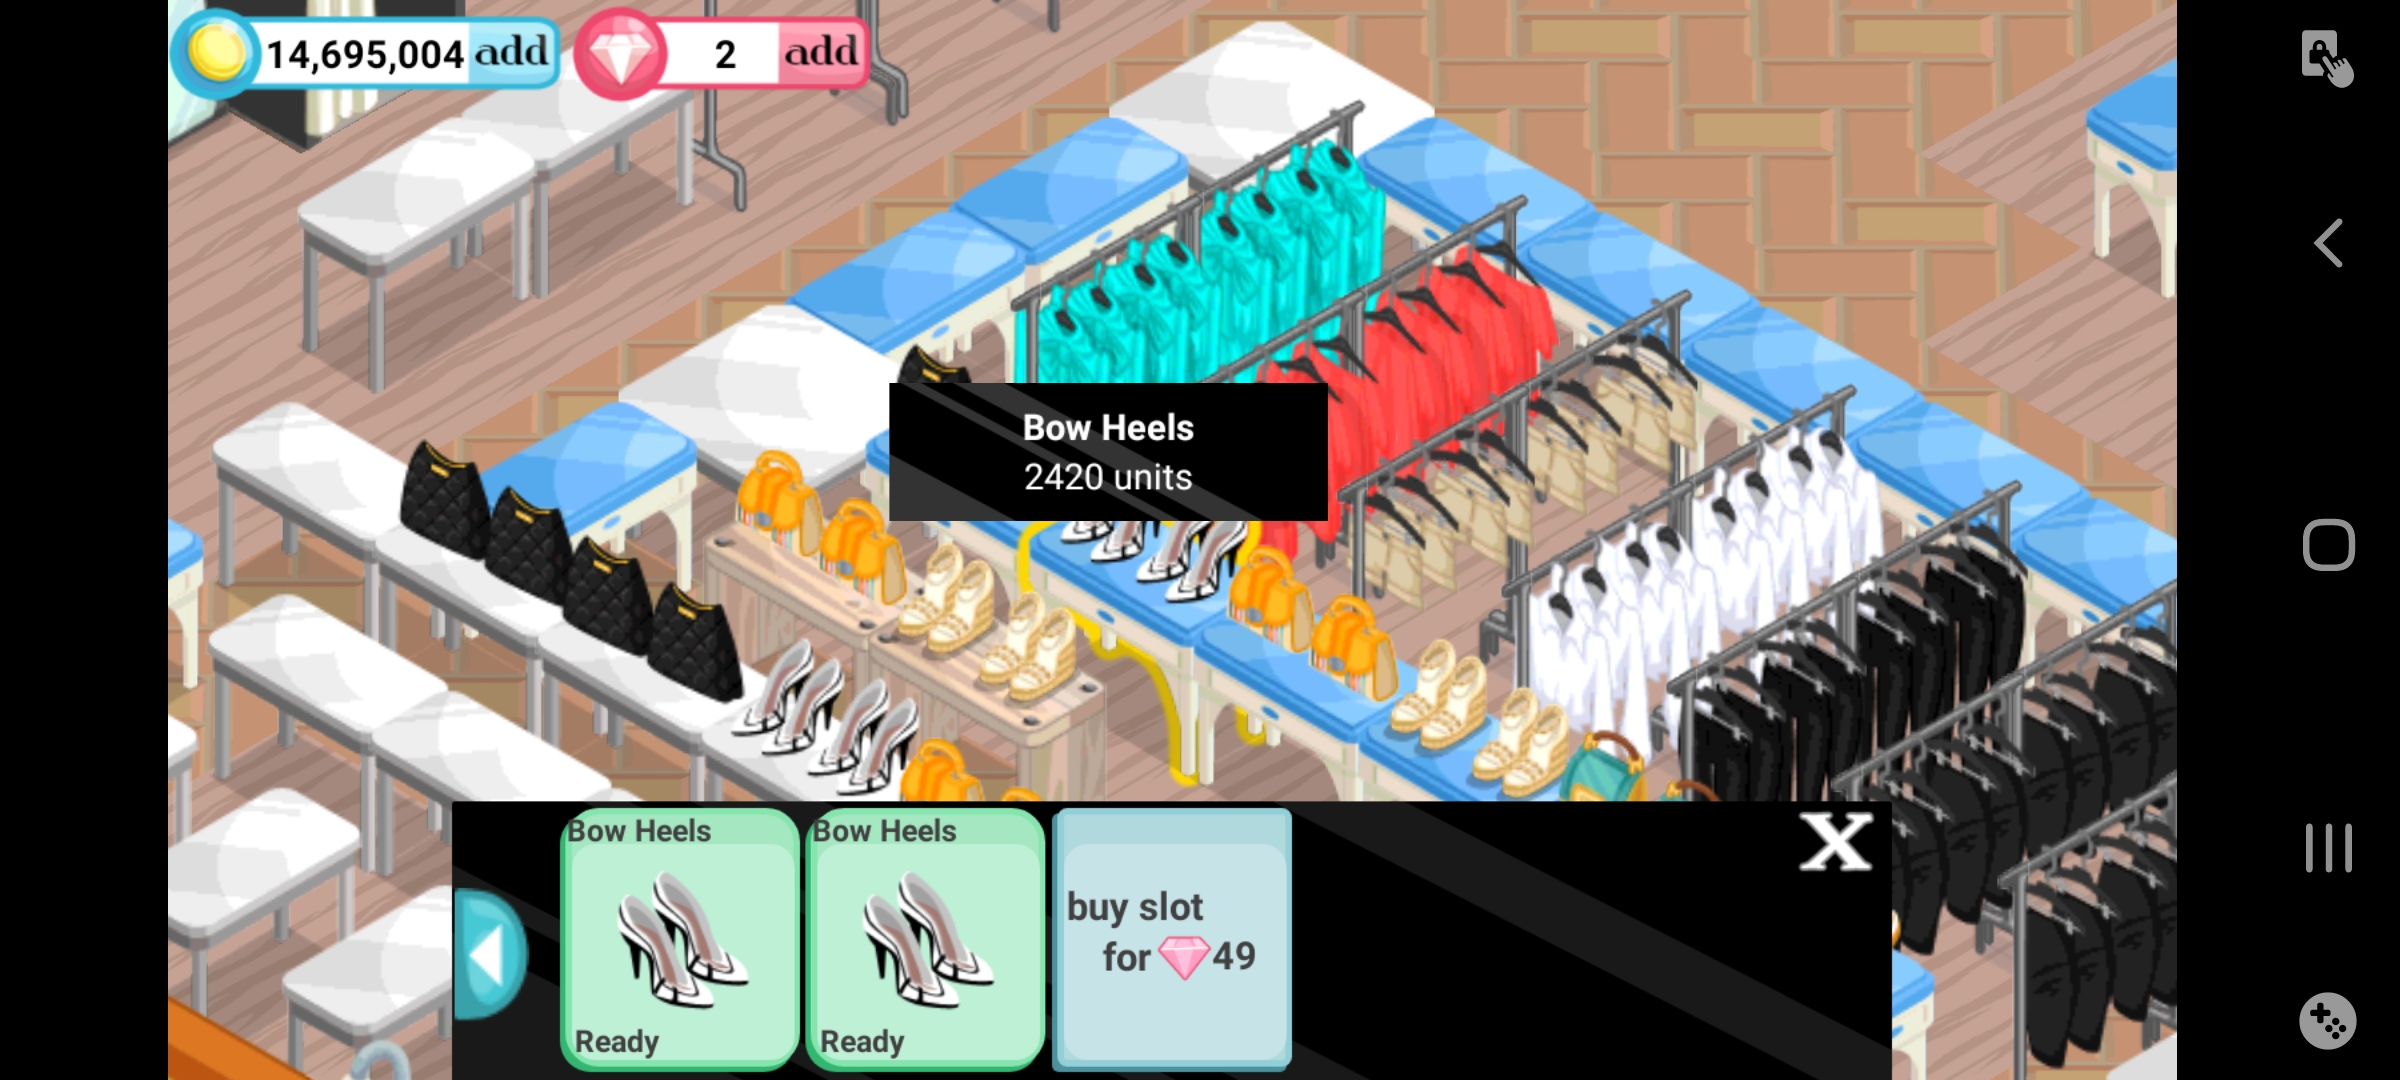 14,695,004 add
2 add
Bow Heels
2420 units
Bow Heels
Ready
Bow Heels
Ready
buy slot
for 49
X